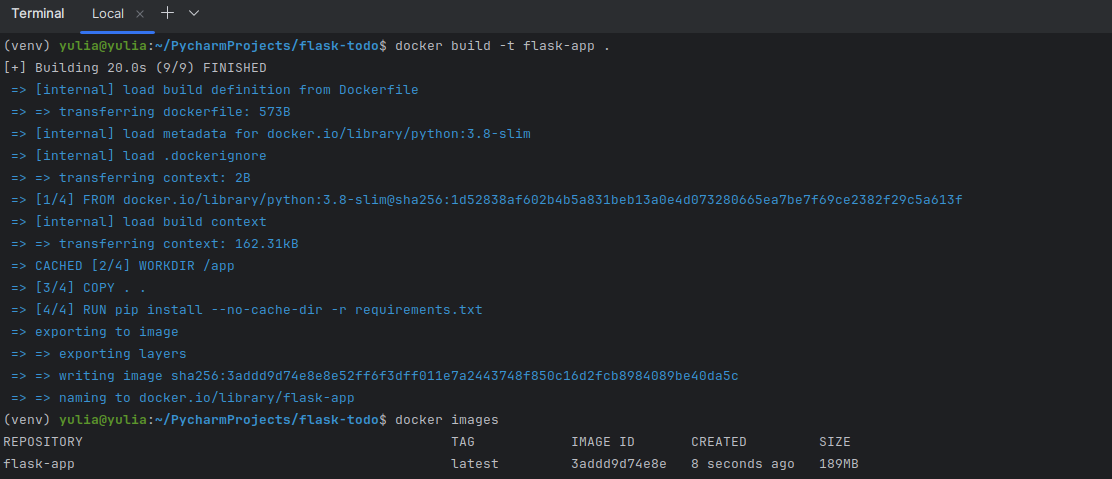 Terminal Local × +
(venv) yulia@yulia:~/PycharmProjects/flask-todo$ docker build -t flask-app .
[+] Building 20.0s (9/9) FINISHED
=> [internal] load build definition from Dockerfile
=> => transferring dockerfile: 573B
=> [internal] load metadata for docker.io/library/python:3.8-slim
=> [internal] load .dockerignore
=> => transferring context: 2B
=> [1/4] FROM docker.io/library/python:3.8-slim@sha256:1d52838af602b4b5a831beb13a0e4d073280665ea7be7f69ce2382f29c5a613f
=> [internal] load build context
=> => transferring context: 162.31kB
=> CACHED [2/4] WORKDIR /app
=> [3/4] COPY . .
=> [4/4] RUN pip install --no-cache-dir -r requirements.txt
=> exporting to image
=> => exporting layers
=> => writing image sha256:3addd9d74e8e8e52ff6f3dff011e7a2443748f850c16d2fcb8984089be40da5c
=> => naming to docker.io/library/flask-app
(venv) yulia@yulia:~/PycharmProjects/flask-todo$ docker images
REPOSITORY TAG IMAGE ID CREATED SIZE
flask-app latest 3addd9d74e8e 8 seconds ago 189MB